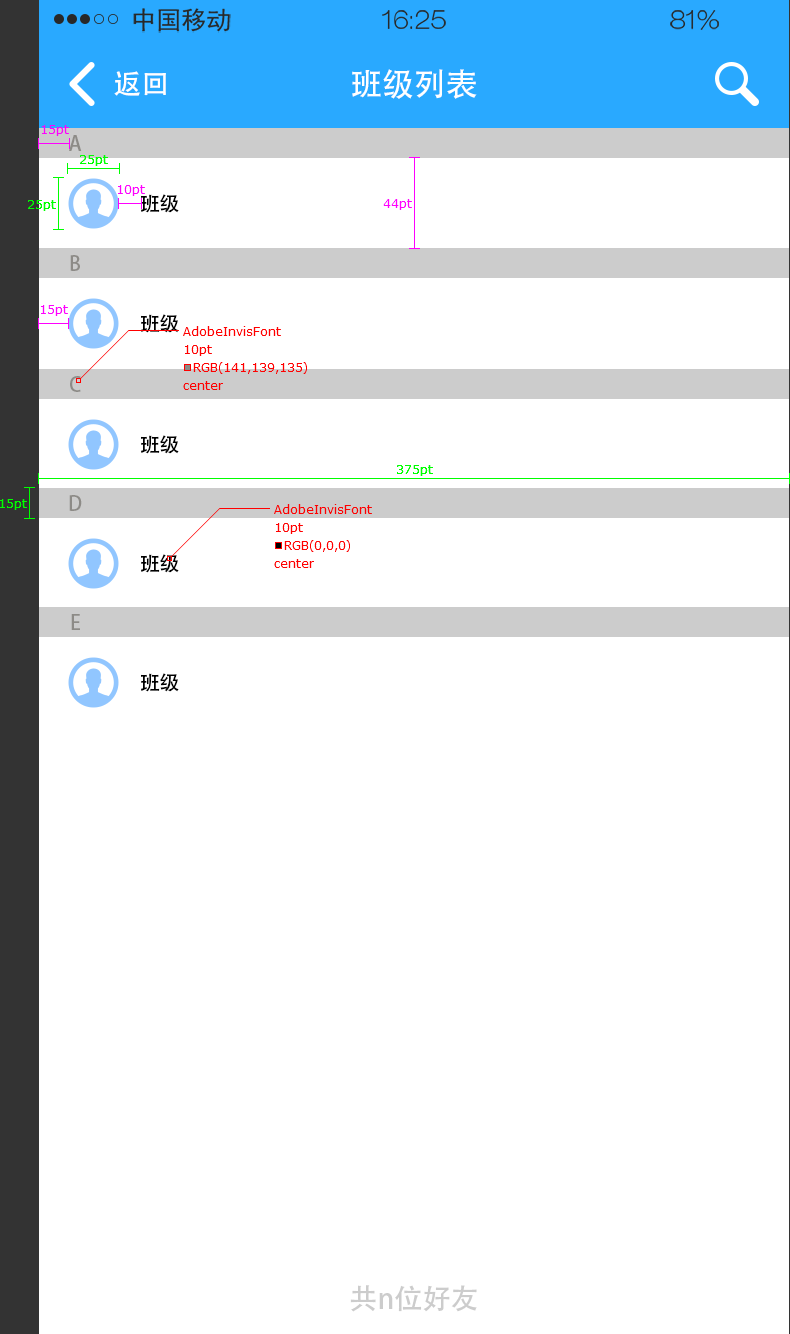 中国移动 16:25 81%
返回 班级列表
15pt
A
25pt
25pt
10pt
班级
44pt
B
15pt
班级
AdobeInvisFont
10pt
RGB(141,139,135)
center
C
班级
375pt
15pt
D
AdobeInvisFont
10pt
RGB(0,0,0)
center
班级
E
班级
共n位好友